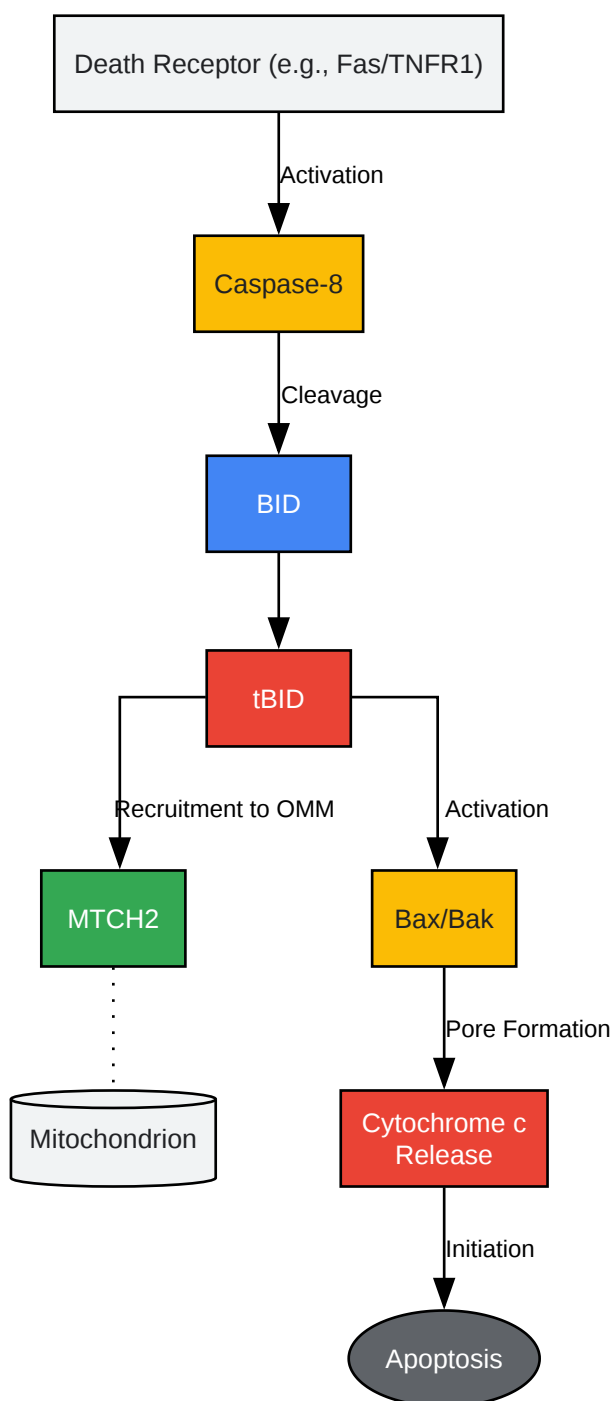 Death Receptor (e.g., Fas/TNFR1)
Activation
Caspase-8
Cleavage
BID
tBID
Recruitment to OMM
Activation
MTCH2
Bax/Bak
Pore Formation
Mitochondrion
Cytochrome c
Release
Initiation
Apoptosis